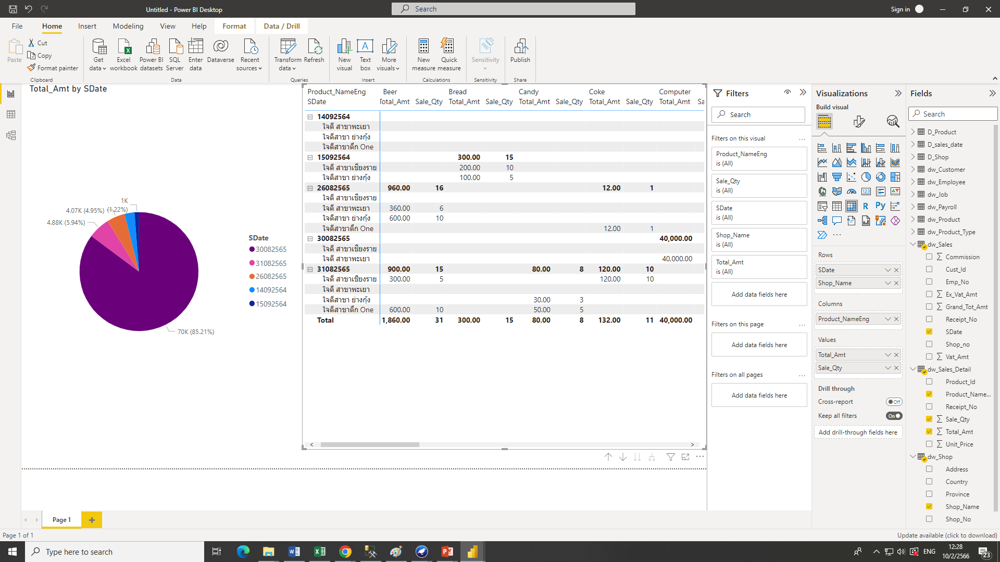 Untitled - Power BI Desktop
Search
Sign in
File Home Insert Modeling View Help Format Data / Drill
Paste
Cut
Copy
Format painter
Clipboard
Get data
Excel workbook
Power BI datasets
SQL Server
Enter data
Dataverse
Recent sources
Data
Transform data
Refresh
Queries
New visual
Text box
More visuals
Insert
New measure
Quick measure
Calculations
Sensitivity
Sensitivity
Publish
Share
Total_Amt by SDate
1K
(1.22%)
4.07K (4.95%)
4.88K (5.94%)
70K (85.21%)
SDate
30082565
31082565
26082565
14092564
15092564
Product_NameEng Beer Bread Candy Coke Computer
SDate Total_Amt Sale_Qty Total_Amt Sale_Qty Total_Amt Sale_Qty Total_Amt Sale_Qty Total_Amt Sa
14092564
ใจดี สาขาพะเยา
ใจดีสาขา ย่างกุ้ง
ใจดีสาขาตึก One
15092564 300.00 15
ใจดี สาขาเชียงราย 200.00 10
ใจดีสาขา ย่างกุ้ง 100.00 5
26082565 960.00 16 12.00 1
ใจดี สาขาเชียงราย
ใจดี สาขาพะเยา 360.00 6
ใจดีสาขา ย่างกุ้ง 600.00 10
ใจดีสาขาตึก One 12.00 1
30082565 40,000.00
ใจดี สาขาเชียงราย
ใจดี สาขาพะเยา 40,000.00
31082565 900.00 15 80.00 8 120.00 10
ใจดี สาขาเชียงราย 300.00 5 120.00 10
ใจดี สาขาพะเยา
ใจดีสาขา ย่างกุ้ง 30.00 3
ใจดีสาขาตึก One 600.00 10 50.00 5
Total 1,860.00 31 300.00 15 80.00 8 132.00 11 40,000.00
Filters
Search
Filters on this visual
Product_NameEng
is (All)
Sale_Qty
is (All)
SDate
is (All)
Shop_Name
is (All)
Total_Amt
is (All)
Add data fields here
Filters on this page
Add data fields here
Filters on all pages
Add data fields here
Visualizations
Build visual
123
R
Py
Rows
SDate
Shop_Name
Columns
Product_NameEng
Values
Total_Amt
Sale_Qty
Drill through
Cross-report Off
Keep all filters On
Add drill-through fields here
Fields
Search
D_Product
D_sales_date
D_Shop
dw_Customer
dw_Employee
dw_Job
dw_Payroll
dw_Product
dw_Product_Type
dw_Sales
Commission
Cust_Id
Emp_No
Ex_Vat_Amt
Grand_Tot_Amt
Receipt_No
SDate
Shop_no
Vat_Amt
dw_Sales_Detail
Product_Id
Product_Name...
Receipt_No
Sale_Qty
Total_Amt
Unit_Price
dw_Shop
Address
Country
Province
Shop_Name
Shop_No
Page 1
Page 1 of 1
Update available (click to download)
Type here to search
ENG
12:28
10/2/2566
23